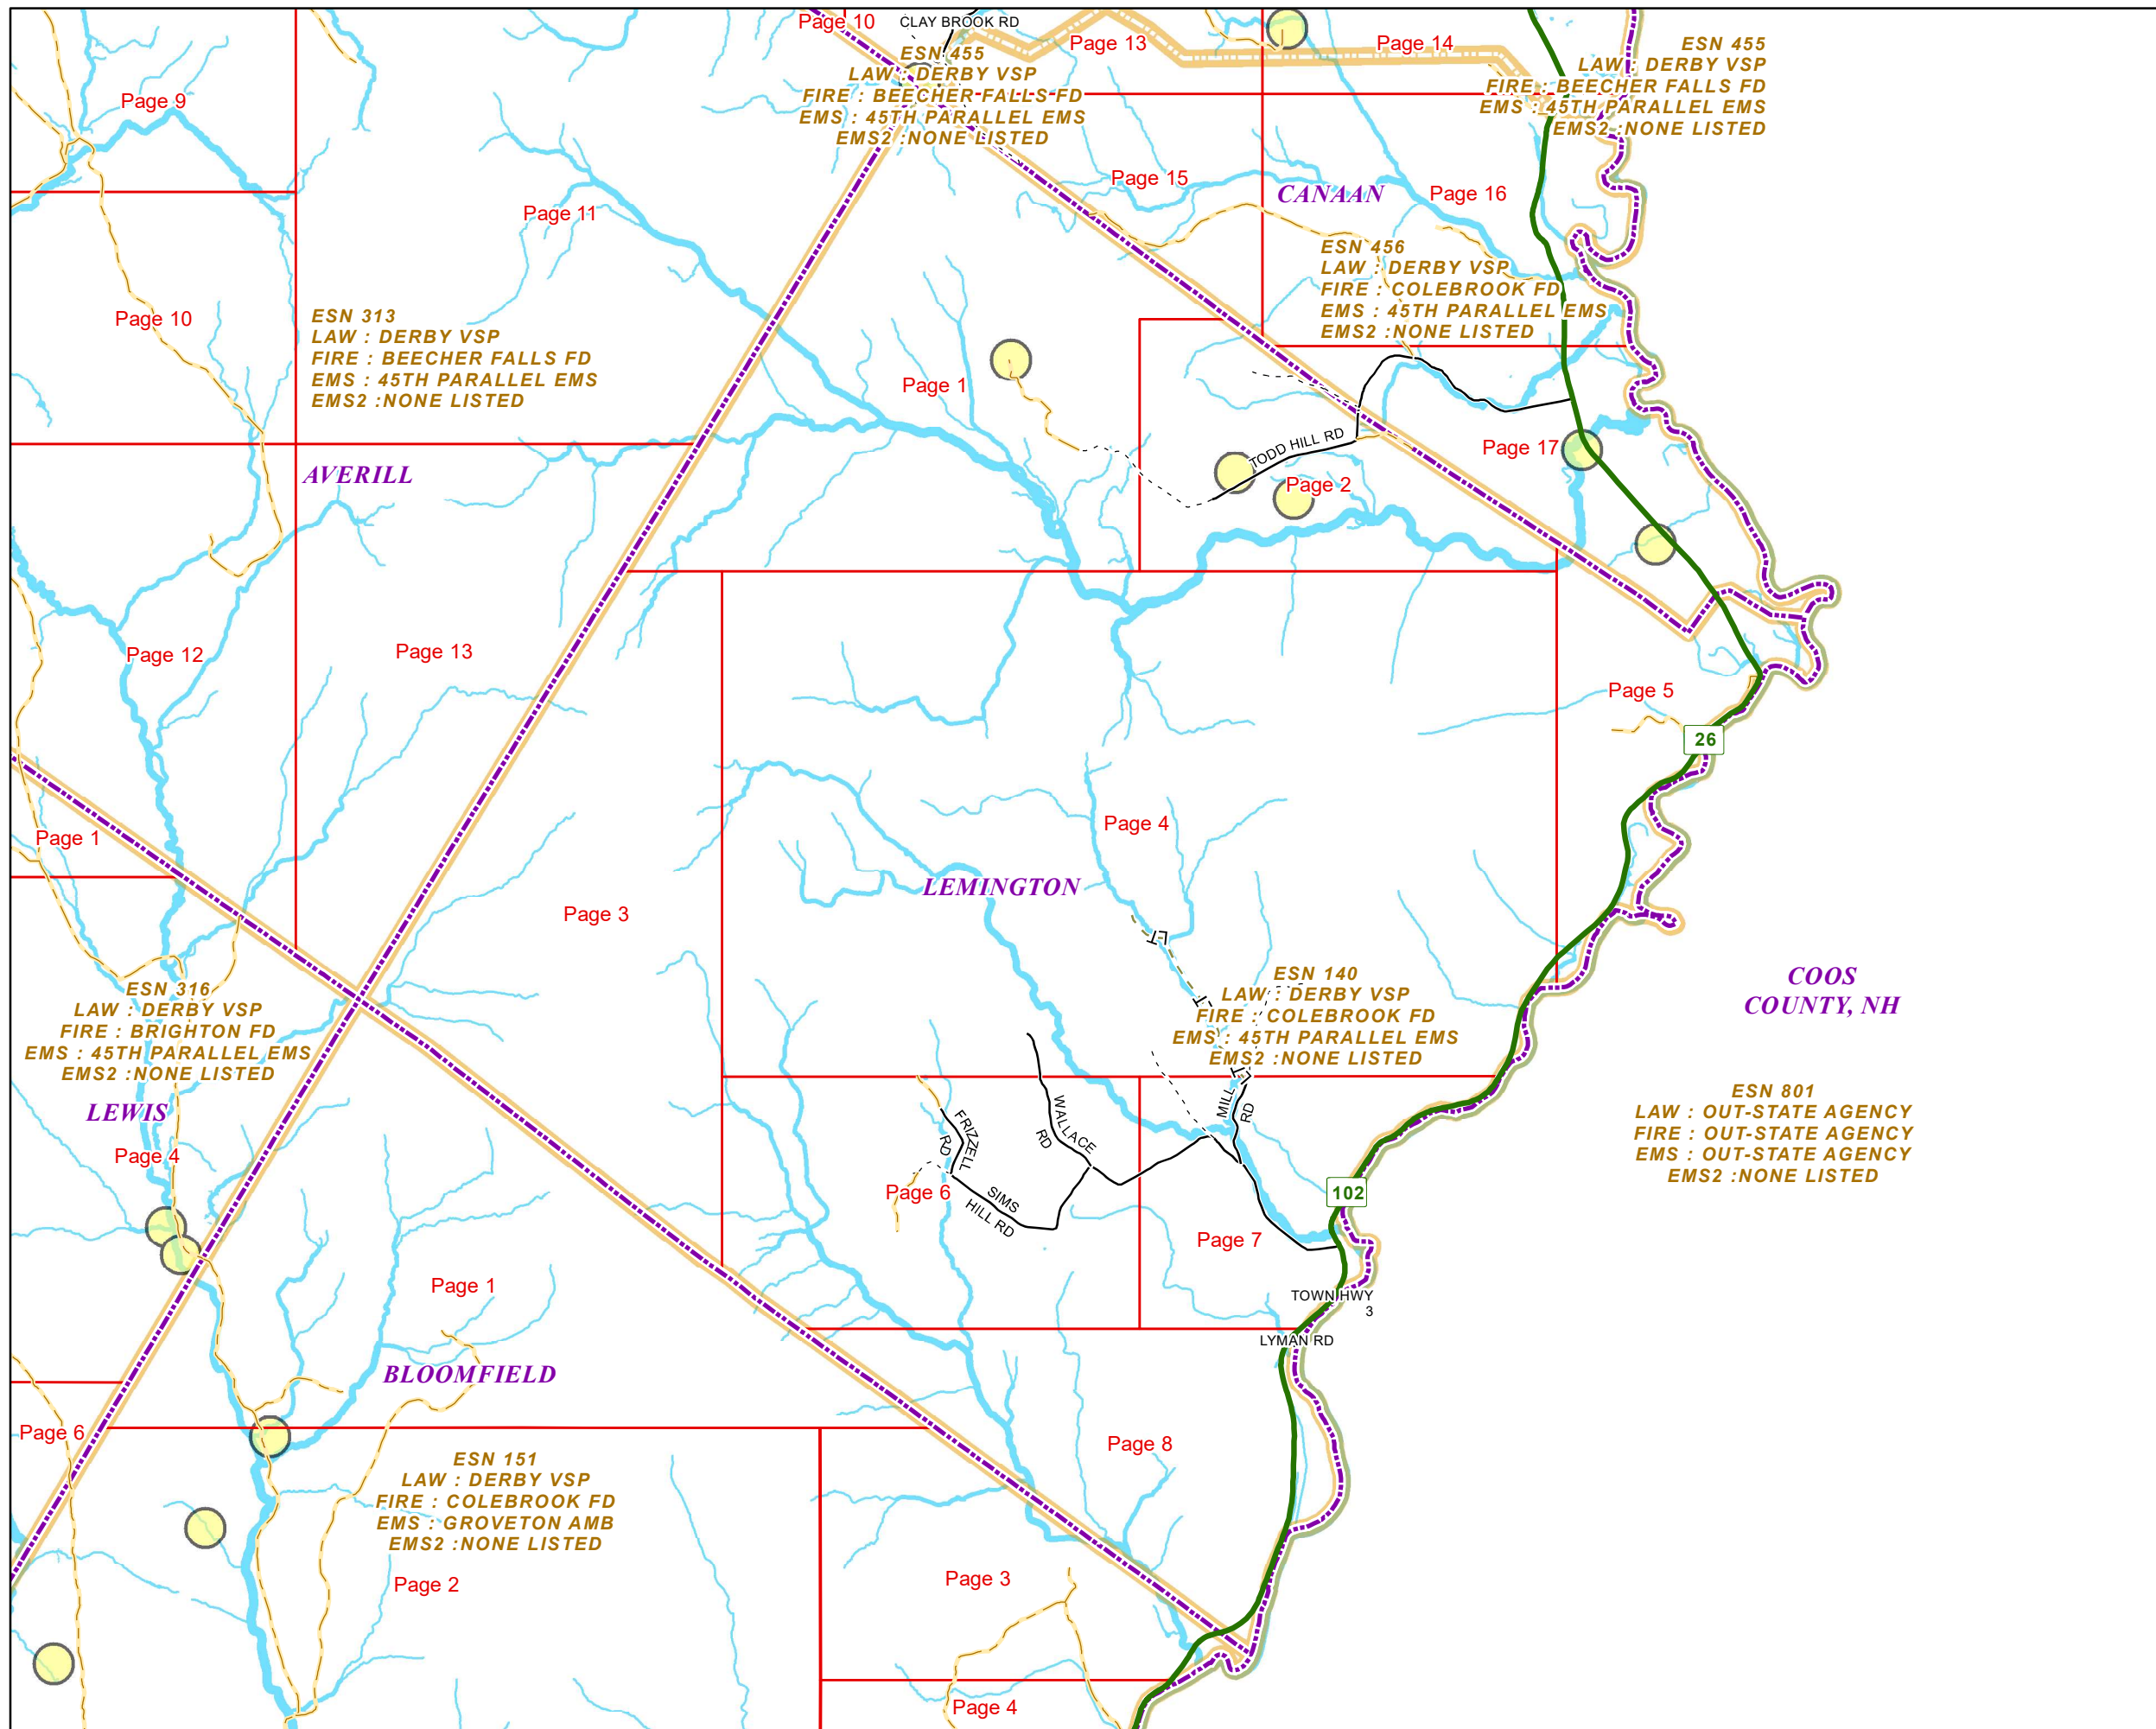 Page 10
CLAY BROOK RD
Page 13
Page 14
ESN 455
LAW : DERBY VSP
FIRE : BEECHER FALLS FD
EMS : 45TH PARALLEL EMS
EMS2 :NONE LISTED
ESN 455
LAW : DERBY VSP
FIRE : BEECHER FALLS FD
EMS : 45TH PARALLEL EMS
EMS2 :NONE LISTED
Page 9
Page 15
CANAAN
Page 16
Page 11
ESN 456
LAW : DERBY VSP
FIRE : COLEBROOK FD
EMS : 45TH PARALLEL EMS
EMS2 :NONE LISTED
Page 10
ESN 313
LAW : DERBY VSP
FIRE : BEECHER FALLS FD
EMS : 45TH PARALLEL EMS
EMS2 :NONE LISTED
Page 1
TODD HILL RD
Page 17
AVERILL
Page 2
Page 12
Page 13
Page 5
26
Page 1
Page 4
LEMINGTON
Page 3
LT
COOS
COUNTY, NH
ESN 140
LAW : DERBY VSP
FIRE : COLEBROOK FD
EMS : 45TH PARALLEL EMS
EMS2 :NONE LISTED
LT
LT
ESN 316
LAW : DERBY VSP
FIRE : BRIGHTON FD
EMS : 45TH PARALLEL EMS
EMS2 :NONE LISTED
LEWIS
Page 4
ESN 801
LAW : OUT-STATE AGENCY
FIRE : OUT-STATE AGENCY
EMS : OUT-STATE AGENCY
EMS2 :NONE LISTED
FRIZZELL
RD
WALLACE
RD
MILL
RD
Page 6
SIMS
HILL RD
102
Page 7
Page 1
TOWN HWY
3
LYMAN RD
BLOOMFIELD
Page 6
Page 8
ESN 151
LAW : DERBY VSP
FIRE : COLEBROOK FD
EMS : GROVETON AMB
EMS2 :NONE LISTED
Page 2
Page 3
Page 4